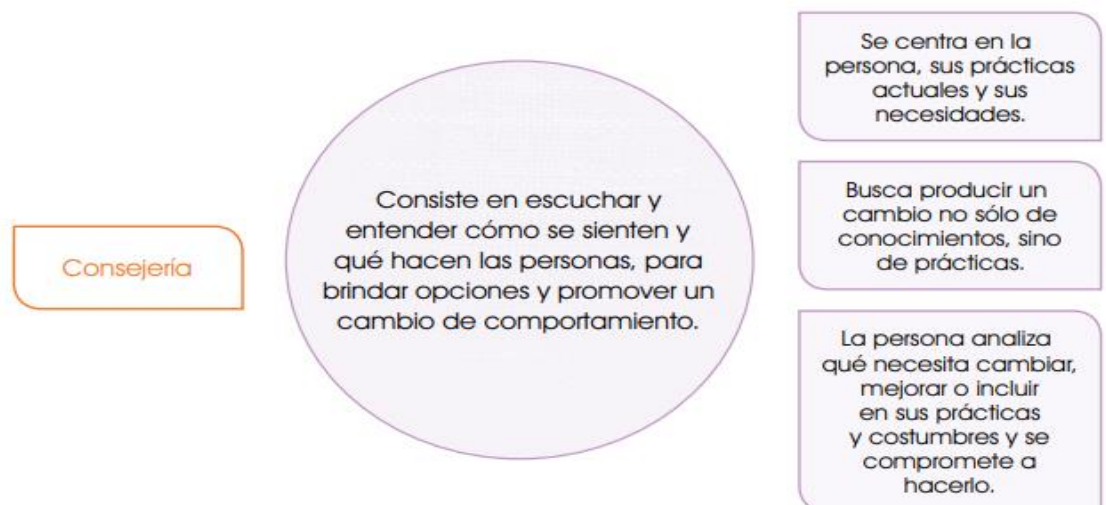 Consejería
Consiste en escuchar y
entender cómo se sienten y
qué hacen las personas, para
brindar opciones y promover un
cambio de comportamiento.
Se centra en la
persona, sus prácticas
actuales y sus
necesidades.
Busca producir un
cambio no sólo de
conocimientos, sino
de prácticas.
La persona analiza
qué necesita cambiar,
mejorar o incluir
en sus prácticas
y costumbres y se
compromete a
hacerlo.